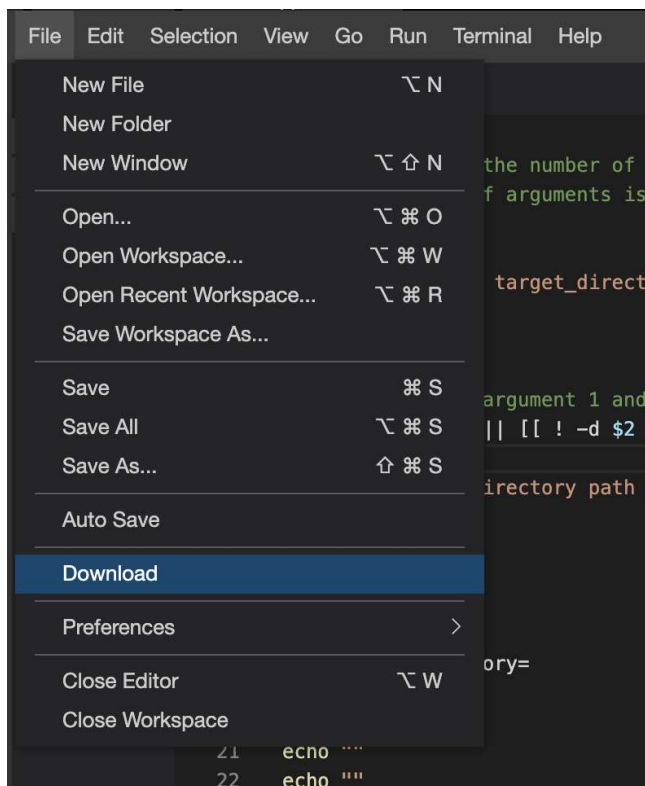 File Edit Selection View Go Run Terminal Help
New File ⌥ N
New Folder
New Window ⌥ ⇧ N
the number of
f arguments is
Open... ⌥ ⌘ O
Open Workspace... ⌥ ⌘ W
Open Recent Workspace... ⌥ ⌘ R
target_direct
Save Workspace As...
Save ⌘ S
argument 1 and
Save All ⌥ ⌘ S
|| [[ ! -d $2
Save As... ⇧ ⌘ S
irectory path
Auto Save
Download
Preferences >
ory=
Close Editor ⌥ W
Close Workspace
21 echo ""
22 echo ""